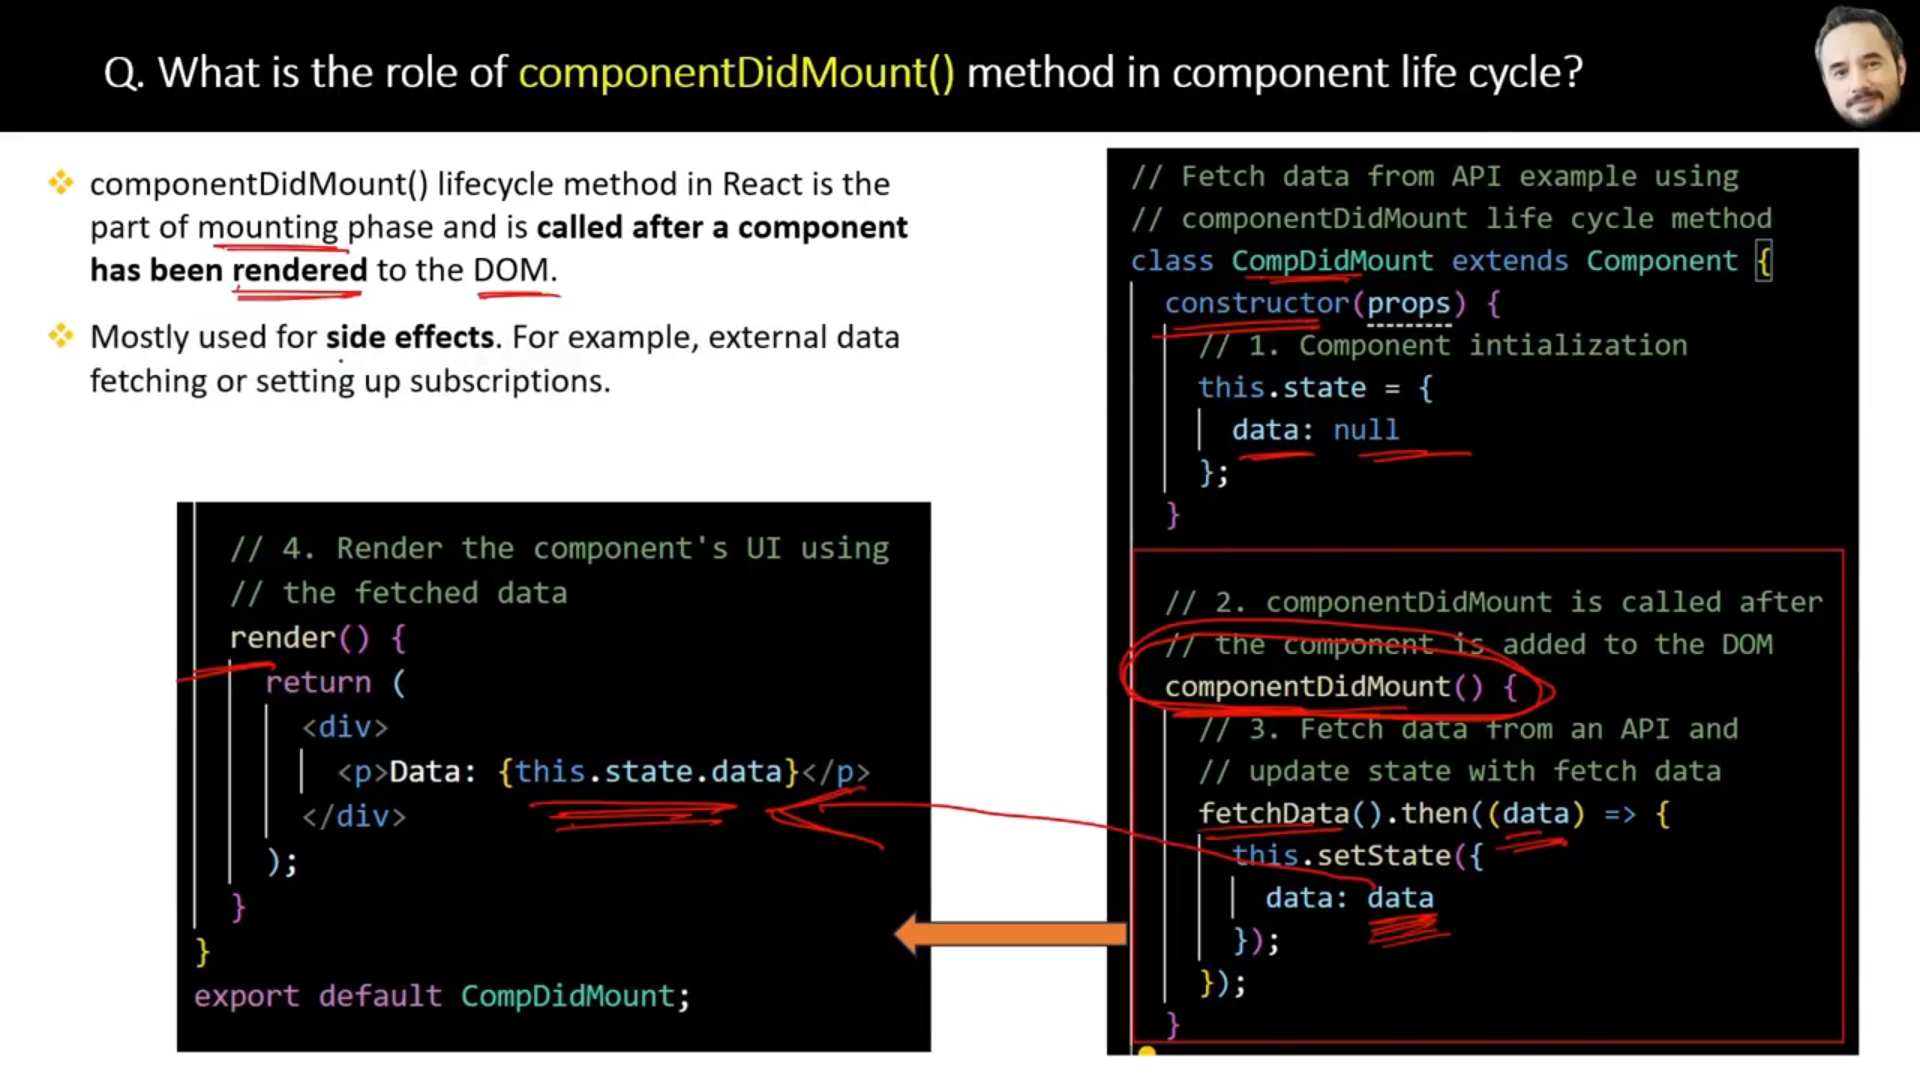 Q. What is the role of componentDidMount() method in component life cycle?
componentDidMount() lifecycle method in React is the
part of mounting phase and is called after a component
has been rendered to the DOM.
Mostly used for side effects. For example, external data
fetching or setting up subscriptions.
// Fetch data from API example using
// componentDidMount life cycle method
class CompDidMount extends Component {
constructor(props) {
// 1. Component intialization
this.state = {
data: null
};
}
// 2. componentDidMount is called after
// the component is added to the DOM
componentDidMount() {
// 3. Fetch data from an API and
// update state with fetch data
fetchData().then((data) => {
this.setState({
data: data
});
});
}
// 4. Render the component's UI using
// the fetched data
render() {
return (
<div>
<p>Data: {this.state.data}</p>
</div>
);
}
}
export default CompDidMount;